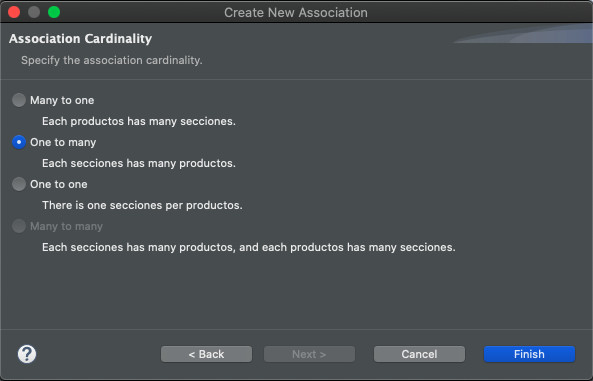 Create New Association
Association Cardinality
Specify the association cardinality.
Many to one
Each productos has many secciones.
One to many
Each secciones has many productos.
One to one
There is one secciones per productos.
Many to many
Each secciones has many productos, and each productos has many secciones.
? < Back Next > Cancel Finish